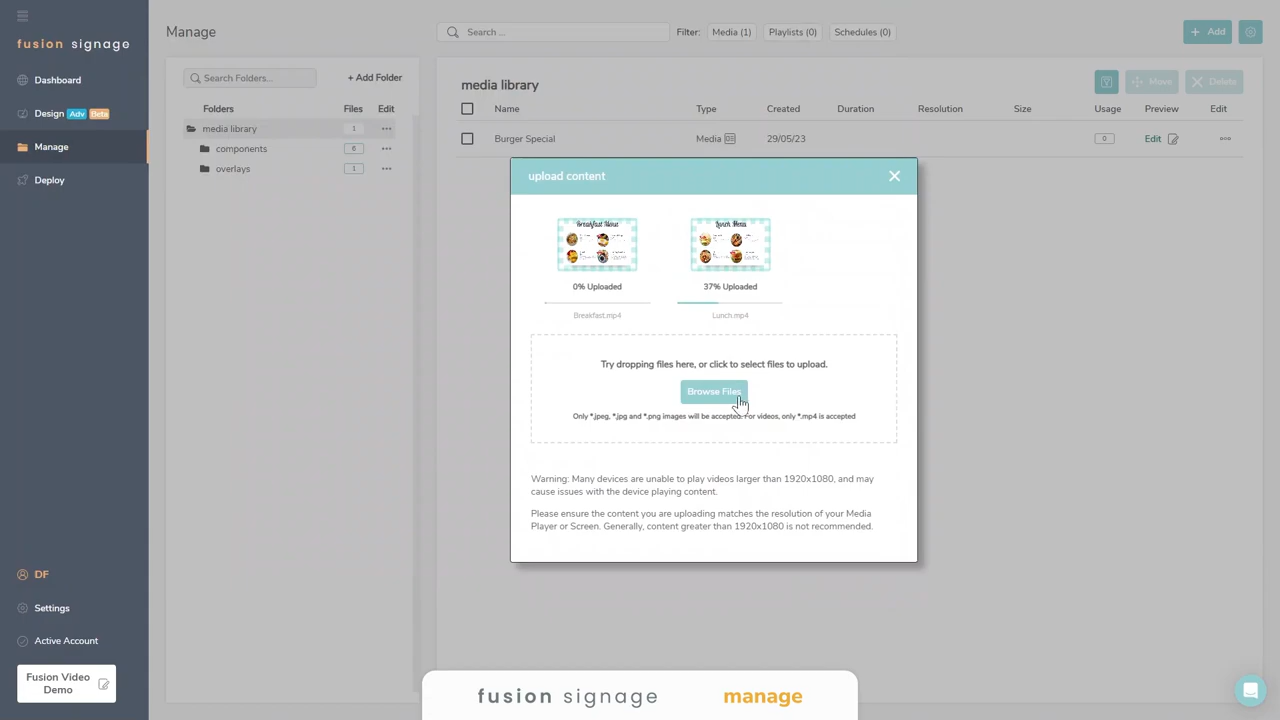 fusion signage
Dashboard
Design Adv Beta
Manage
Deploy
DF
Settings
Active Account
Fusion Video
Demo
Manage
Search ...
Filter: Media (1) Playlists (0) Schedules (0)
+ Add
Search Folders...
+ Add Folder
Folders Files Edit
media library 1 •••
components 6 •••
overlays 1 •••
media library
Move
Delete
Name Type Created Duration Resolution Size Usage Preview Edit
Burger Special Media 29/05/23 0 Edit
upload content
Breakfast Menu
Lunch Menu
0% Uploaded
37% Uploaded
Breakfast.mp4
Lunch.mp4
Try dropping files here, or click to select files to upload.
Browse Files
Only *.jpeg, *.jpg and *.png images will be accepted. For videos, only *.mp4 is accepted
Warning: Many devices are unable to play videos larger than 1920x1080, and may
cause issues with the device playing content.
Please ensure the content you are uploading matches the resolution of your Media
Player or Screen. Generally, content greater than 1920x1080 is not recommended.
fusion signage manage